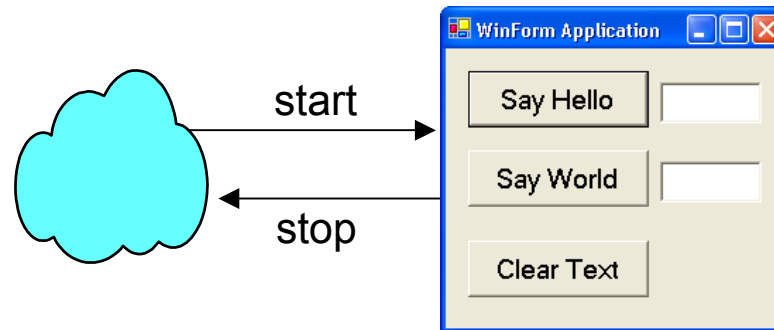 WinForm Application
start
Say Hello
Say World
stop
Clear Text